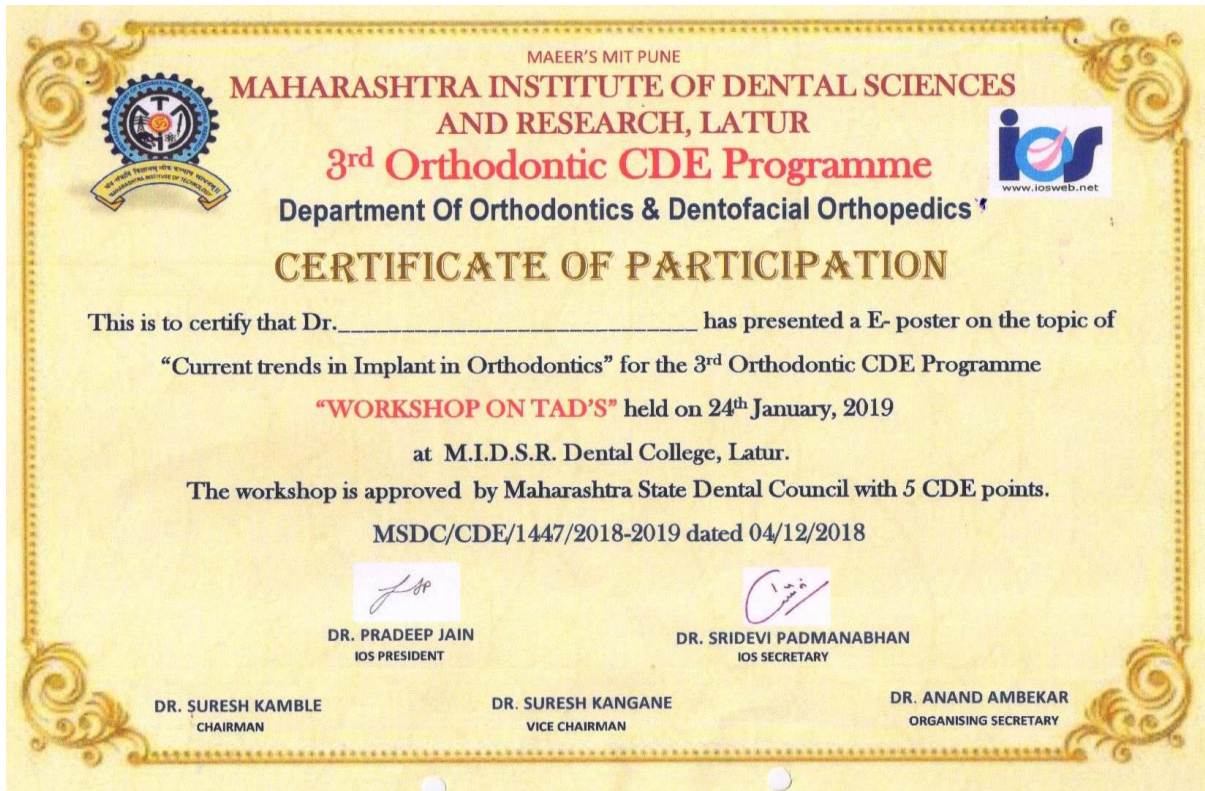 MAEER'S MIT PUNE
MAHARASHTRA INSTITUTE OF DENTAL SCIENCES
AND RESEARCH, LATUR
3rd Orthodontic CDE Programme
ios
www.iosweb.net
MAHARASHTRA INSTITUTE OF TECHNOLOGY
Department Of Orthodontics & Dentofacial Orthopedics
CERTIFICATE OF PARTICIPATION
This is to certify that Dr.______________________________ has presented a E- poster on the topic of
“Current trends in Implant in Orthodontics” for the 3rd Orthodontic CDE Programme
“WORKSHOP ON TAD'S” held on 24th January, 2019
at M.I.D.S.R. Dental College, Latur.
The workshop is approved by Maharashtra State Dental Council with 5 CDE points.
MSDC/CDE/1447/2018-2019 dated 04/12/2018
DR. PRADEEP JAIN
IOS PRESIDENT
DR. SRIDEVI PADMANABHAN
IOS SECRETARY
DR. SURESH KAMBLE
CHAIRMAN
DR. SURESH KANGANE
VICE CHAIRMAN
DR. ANAND AMBEKAR
ORGANISING SECRETARY